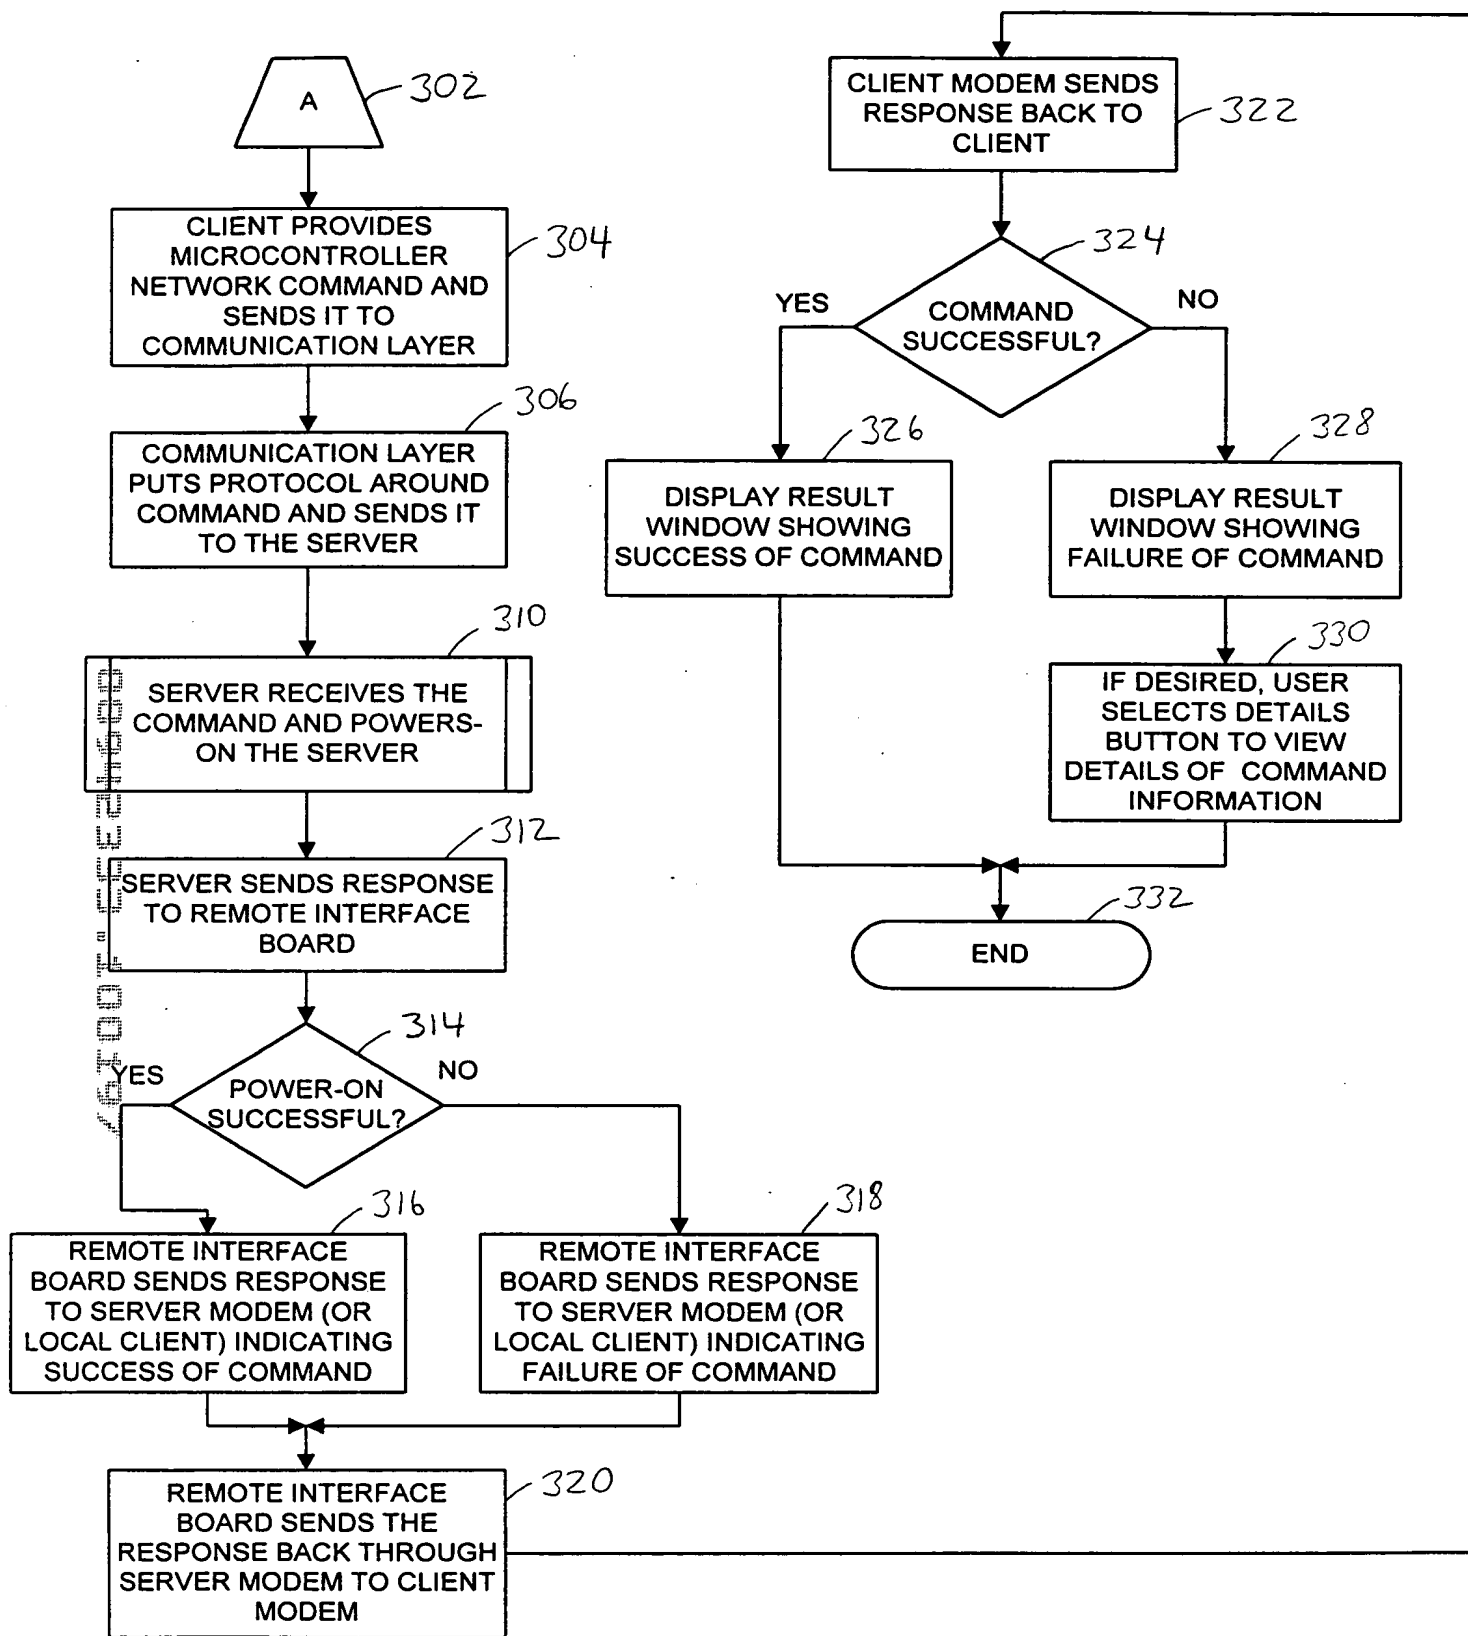 A
302
CLIENT PROVIDES
MICROCONTROLLER
NETWORK COMMAND AND
SENDS IT TO
COMMUNICATION LAYER
304
306
COMMUNICATION LAYER
PUTS PROTOCOL AROUND
COMMAND AND SENDS IT
TO THE SERVER
310
SERVER RECEIVES THE
COMMAND AND POWERS-
ON THE SERVER
312
SERVER SENDS RESPONSE
TO REMOTE INTERFACE
BOARD
314
YES
NO
POWER-ON
SUCCESSFUL?
316
REMOTE INTERFACE
BOARD SENDS RESPONSE
TO SERVER MODEM (OR
LOCAL CLIENT) INDICATING
SUCCESS OF COMMAND
318
REMOTE INTERFACE
BOARD SENDS RESPONSE
TO SERVER MODEM (OR
LOCAL CLIENT) INDICATING
FAILURE OF COMMAND
320
REMOTE INTERFACE
BOARD SENDS THE
RESPONSE BACK THROUGH
SERVER MODEM TO CLIENT
MODEM
CLIENT MODEM SENDS
RESPONSE BACK TO
CLIENT
322
324
YES
NO
COMMAND
SUCCESSFUL?
326
DISPLAY RESULT
WINDOW SHOWING
SUCCESS OF COMMAND
328
DISPLAY RESULT
WINDOW SHOWING
FAILURE OF COMMAND
330
IF DESIRED, USER
SELECTS DETAILS
BUTTON TO VIEW
DETAILS OF COMMAND
INFORMATION
332
END